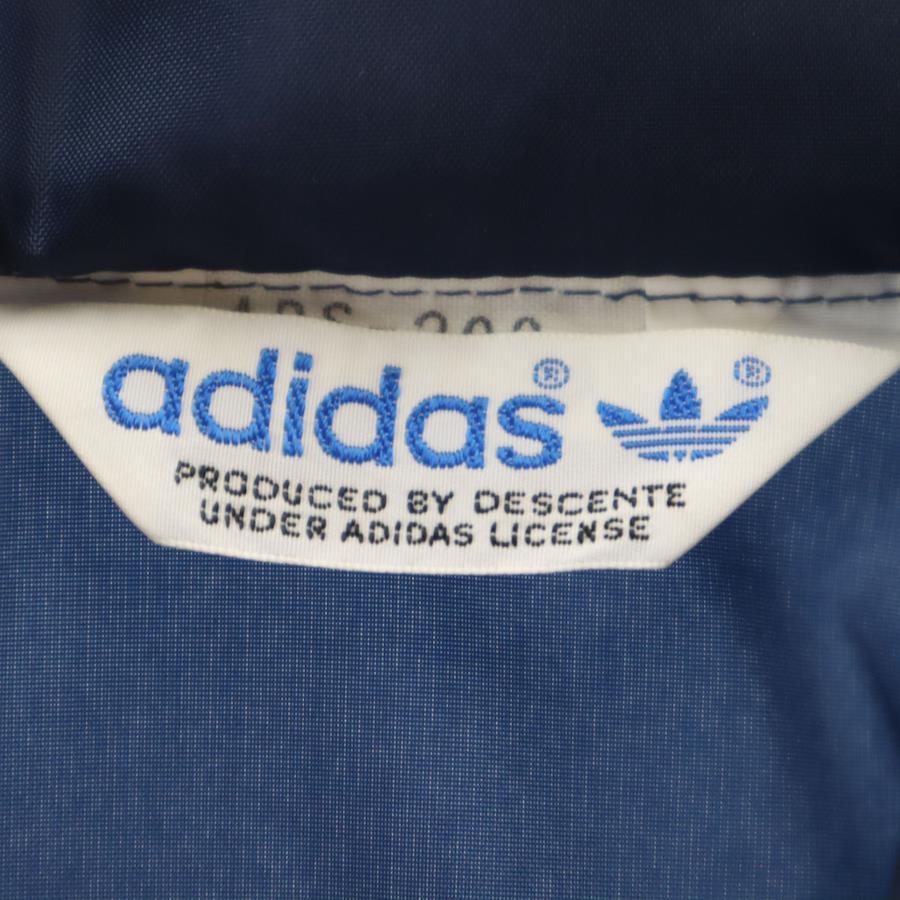 adidas®
®
PRODUCED BY DESCENTE
UNDER ADIDAS LICENSE